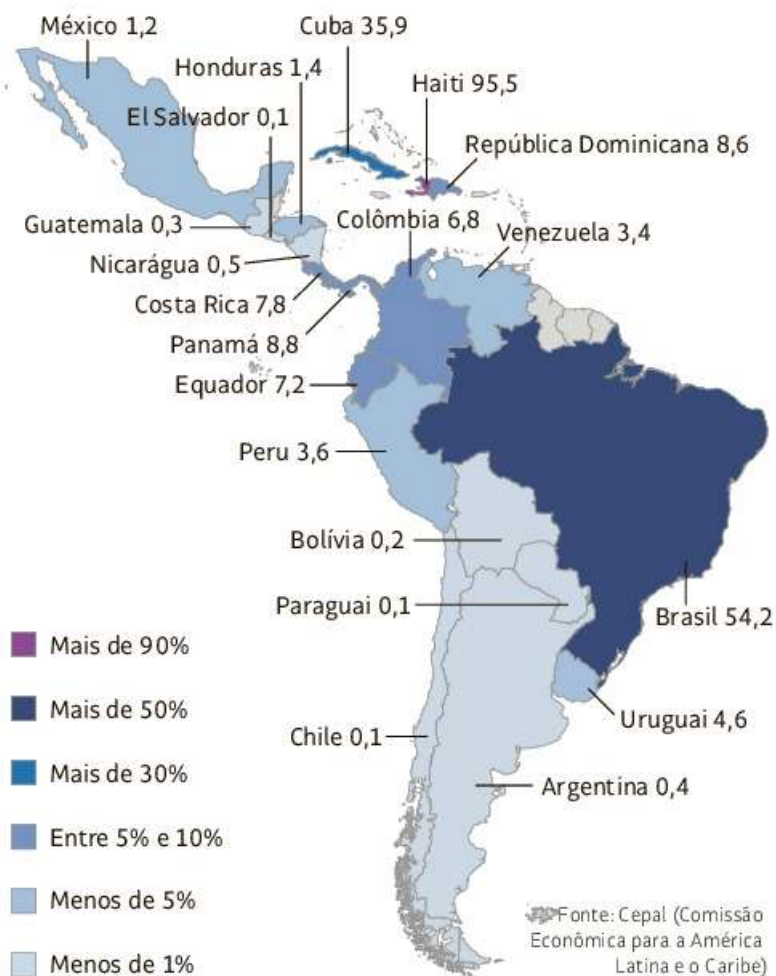 México 1,2
Cuba 35,9
Honduras 1,4
Haiti 95,5
El Salvador 0,1
República Dominicana 8,6
Guatemala 0,3
Colômbia 6,8
Venezuela 3,4
Nicarágua 0,5
Costa Rica 7,8
Panamá 8,8
Equador 7,2
Peru 3,6
Bolívia 0,2
Paraguai 0,1
Brasil 54,2
Uruguai 4,6
Chile 0,1
Argentina 0,4
Mais de 90%
Mais de 50%
Mais de 30%
Entre 5% e 10%
Menos de 5%
Menos de 1%
Fonte: Cepal (Comissão
Econômica para a América
Latina e o Caribe)